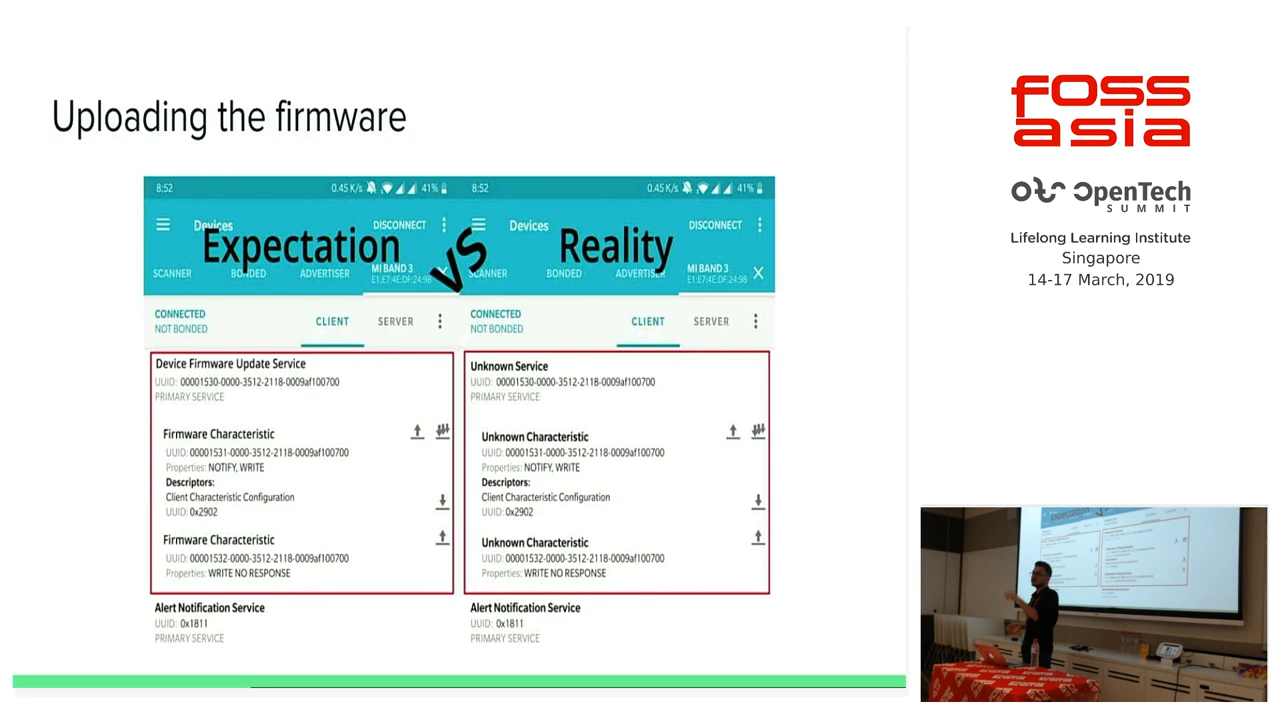 Uploading the firmware
8:52 0.45 K/s 41%
Devices DISCONNECT
Expectation
SCANNER BONDED ADVERTISER MI BAND 3
E1:E7:4E:DF:24:98
CONNECTED
NOT BONDED
CLIENT SERVER
Device Firmware Update Service
UUID: 00001530-0000-3512-2118-0009af100700
PRIMARY SERVICE
Firmware Characteristic
UUID: 00001531-0000-3512-2118-0009af100700
Properties: NOTIFY, WRITE
Descriptors:
Client Characteristic Configuration
UUID: 0x2902
Firmware Characteristic
UUID: 00001532-0000-3512-2118-0009af100700
Properties: WRITE NO RESPONSE
Alert Notification Service
UUID: 0x1811
PRIMARY SERVICE
VS
8:52 0.45 K/s 41%
Devices DISCONNECT
Reality
SCANNER BONDED ADVERTISER MI BAND 3 X
E1:E7:4E:DF:24:98
CONNECTED
NOT BONDED
CLIENT SERVER
Unknown Service
UUID: 00001530-0000-3512-2118-0009af100700
PRIMARY SERVICE
Unknown Characteristic
UUID: 00001531-0000-3512-2118-0009af100700
Properties: NOTIFY, WRITE
Descriptors:
Client Characteristic Configuration
UUID: 0x2902
Unknown Characteristic
UUID: 00001532-0000-3512-2118-0009af100700
Properties: WRITE NO RESPONSE
Alert Notification Service
UUID: 0x1811
PRIMARY SERVICE
foss
asia
OpenTech
SUMMIT
Lifelong Learning Institute
Singapore
14-17 March, 2019
Expectation